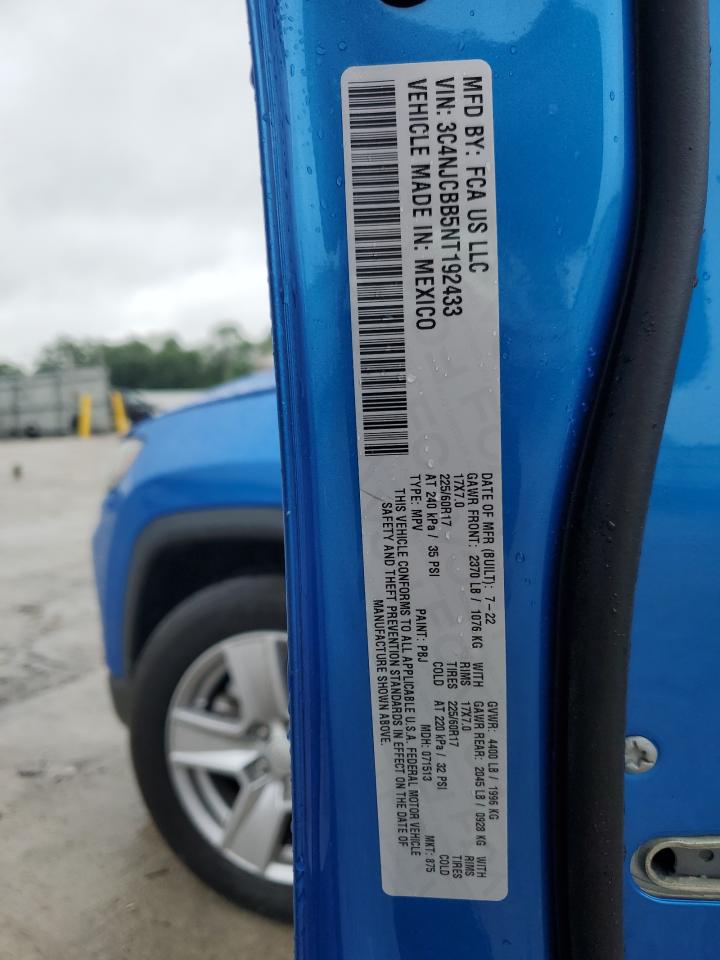 MFD BY: FCA US LLC
VIN: 3C4NJCBB5NT192433
VEHICLE MADE IN: MEXICO
DATE OF MFR (BUILT): 7-22 GVWR: 4400 LB / 1996 KG
GAWR FRONT: 2370 LB / 1076 KG WITH GAWR REAR: 2045 LB / 0928 KG WITH
17X7.0 RIMS 17X7.0 RIMS
225/60R17 TIRES 225/60R17 TIRES
AT 240 kPa / 35 PSI COLD AT 220 kPa / 32 PSI COLD
TYPE: MPV PAINT: PBJ MDH: 071513 MKT: 875
THIS VEHICLE CONFORMS TO ALL APPLICABLE U.S.A. FEDERAL MOTOR VEHICLE
SAFETY AND THEFT PREVENTION STANDARDS IN EFFECT ON THE DATE OF
MANUFACTURE SHOWN ABOVE.